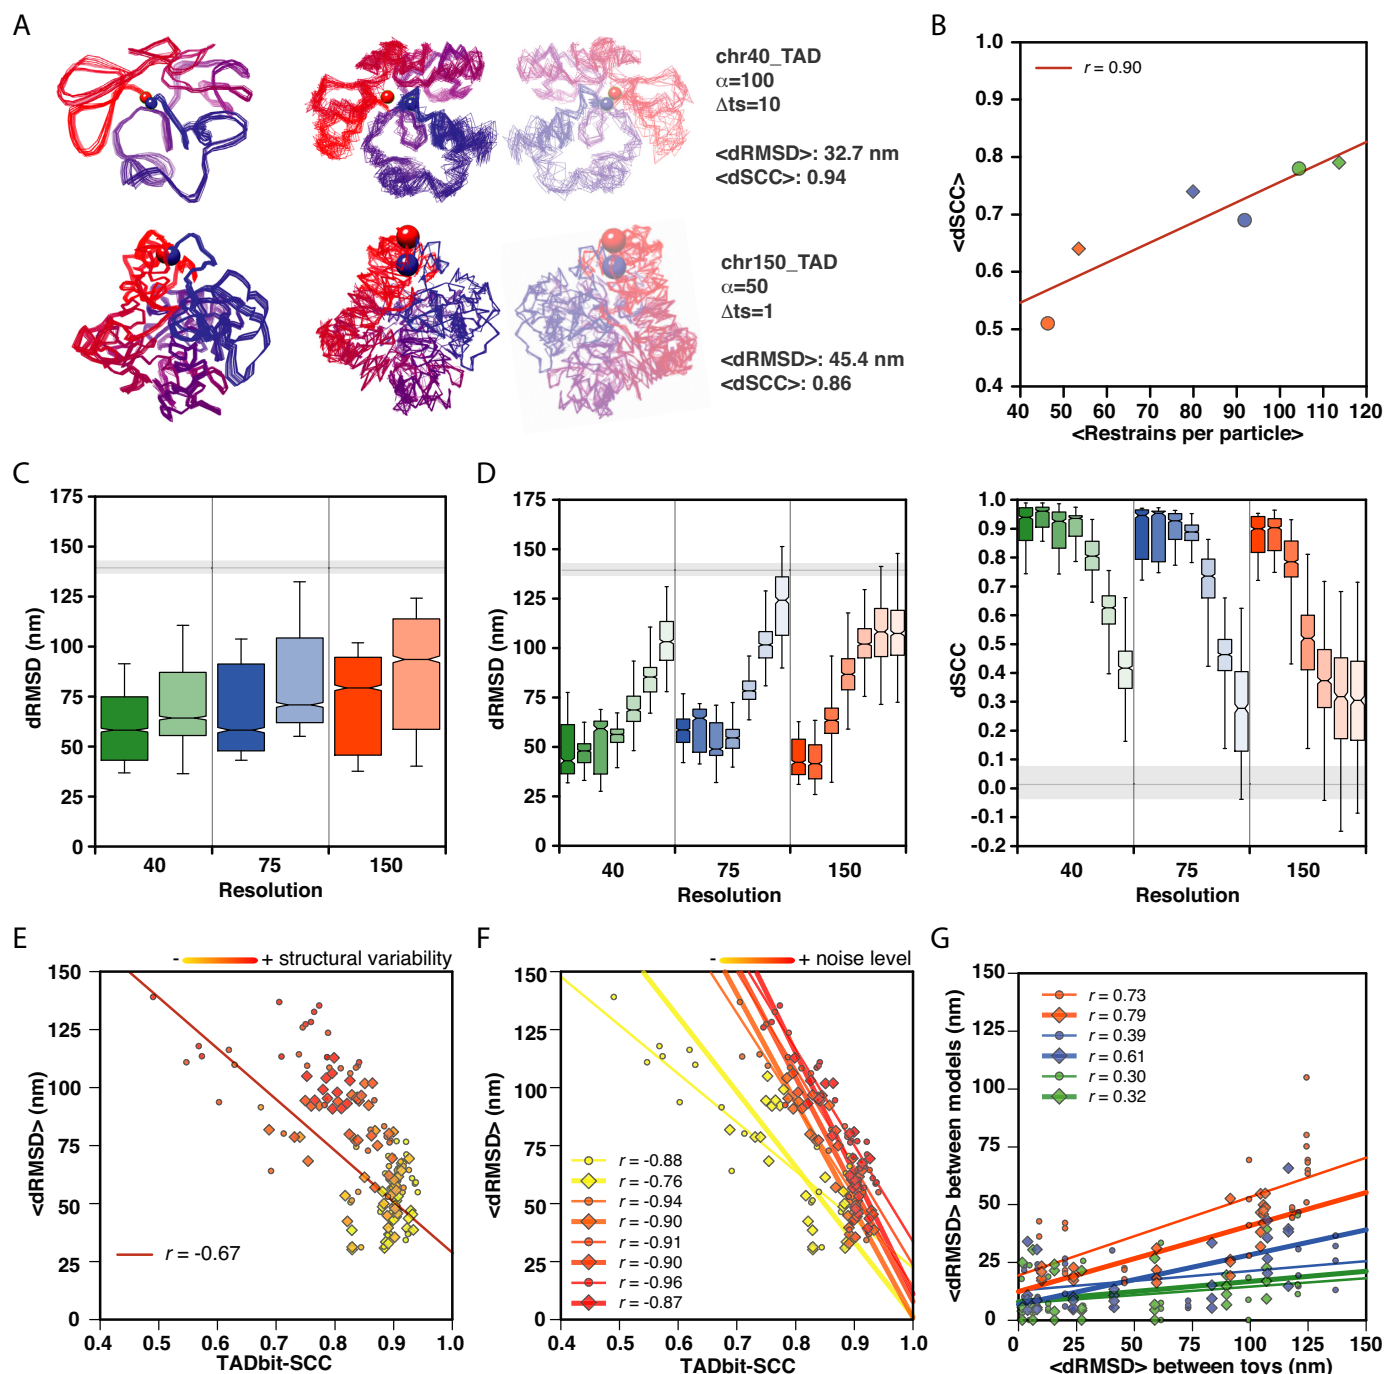 A
chr40_TAD
α=100
Δts=10
<dRMSD>: 32.7 nm
<dSCC>: 0.94
chr150_TAD
α=50
Δts=1
<dRMSD>: 45.4 nm
<dSCC>: 0.86
B
1.0
0.9
0.8
0.7
0.6
0.5
0.4
<dSCC>
r = 0.90
40 50 60 70 80 90 100 110 120
<Restrains per particle>
C
175
150
125
100
75
50
25
0
dRMSD (nm)
40 75 150
Resolution
D
175
150
125
100
75
50
25
0
dRMSD (nm)
40 75 150
Resolution
1.0
0.9
0.8
0.7
0.6
0.5
0.4
0.3
0.2
0.1
0.0
-0.1
-0.2
dSCC
40 75 150
Resolution
E
- + structural variability
150
125
100
75
50
25
0
<dRMSD> (nm)
r = -0.67
0.4 0.5 0.6 0.7 0.8 0.9 1.0
TADbit-SCC
F
- + noise level
150
125
100
75
50
25
0
<dRMSD> (nm)
r = -0.88
r = -0.76
r = -0.94
r = -0.90
r = -0.91
r = -0.90
r = -0.96
r = -0.87
0.4 0.5 0.6 0.7 0.8 0.9 1.0
TADbit-SCC
G
150
125
100
75
50
25
0
<dRMSD> between models (nm)
r = 0.73
r = 0.79
r = 0.39
r = 0.61
r = 0.30
r = 0.32
0 25 50 75 100 125 150
<dRMSD> between toys (nm)